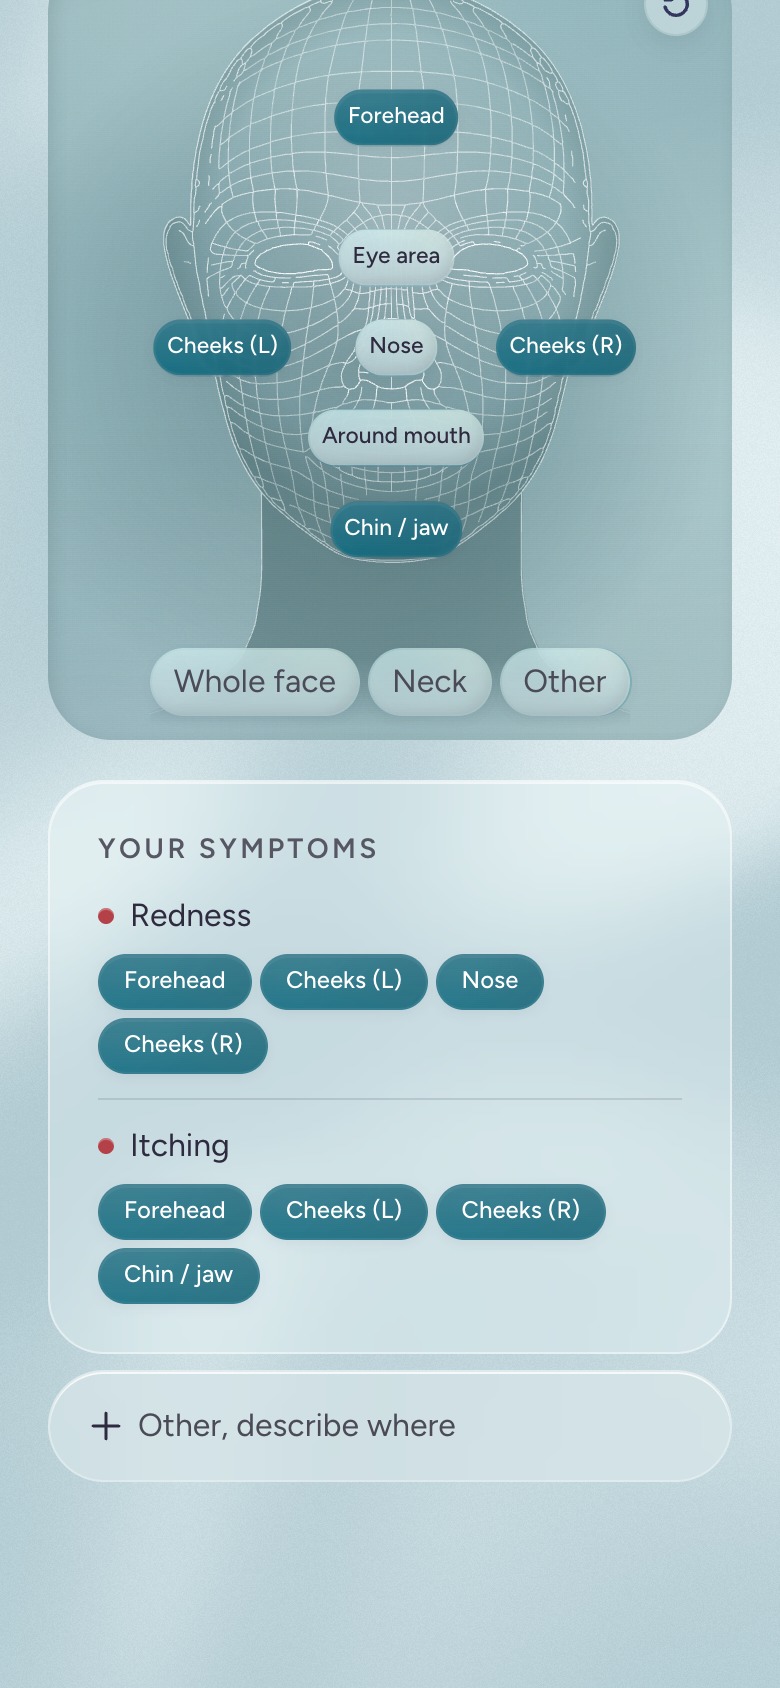 Forehead
Eye area
Cheeks (L)
Nose
Cheeks (R)
Around mouth
Chin / jaw
Whole face
Neck
Other
YOUR SYMPTOMS
Redness
Forehead
Cheeks (L)
Nose
Cheeks (R)
Itching
Forehead
Cheeks (L)
Cheeks (R)
Chin / jaw
Other, describe where